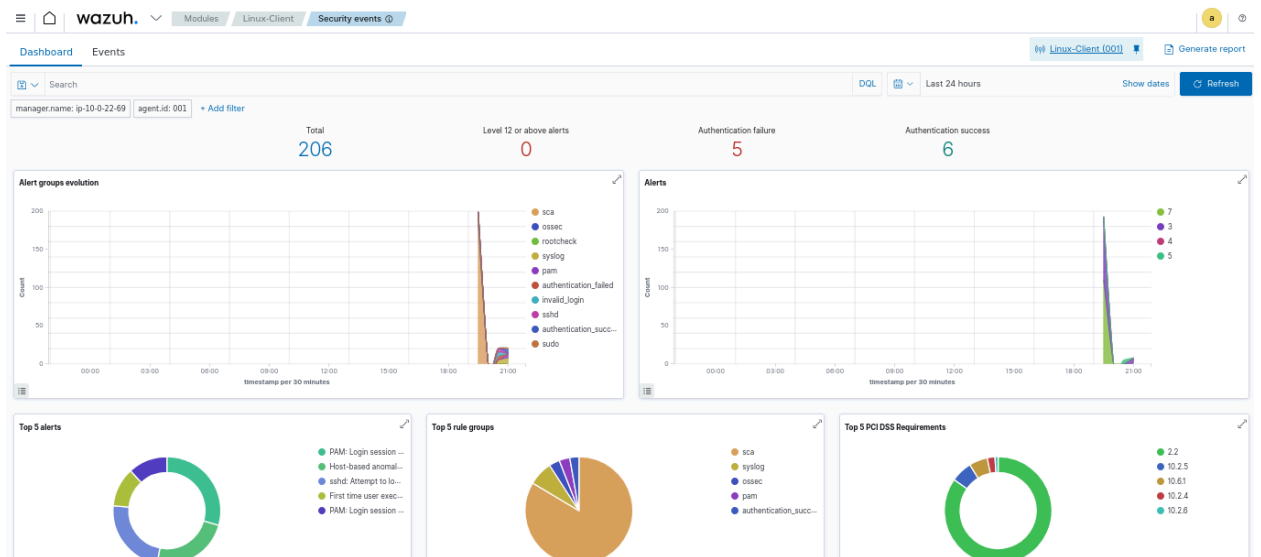 wazuh. Modules Linux-Client Security events a
Dashboard Events Linux-Client (001) Generate report
Search DQL Last 24 hours Show dates Refresh
manager.name: ip-10-0-22-69 agent.id: 001 + Add filter
Total Level 12 or above alerts Authentication failure Authentication success
206 0 5 6
Alert groups evolution
200
150
100
50
0
Count
00:00 03:00 06:00 09:00 12:00 15:00 18:00 21:00
timestamp per 30 minutes
sca
ossec
rootcheck
syslog
pam
authentication_failed
invalid_login
sshd
authentication_succ...
sudo
Alerts
200
150
100
50
0
Count
00:00 03:00 06:00 09:00 12:00 15:00 18:00 21:00
timestamp per 30 minutes
7
3
4
5
Top 5 alerts
PAM: Login session ...
Host-based anomal...
sshd: Attempt to lo...
First time user exec...
PAM: Login session ...
Top 5 rule groups
sca
syslog
ossec
pam
authentication_succ...
Top 5 PCI DSS Requirements
2.2
10.2.5
10.6.1
10.2.4
10.2.6